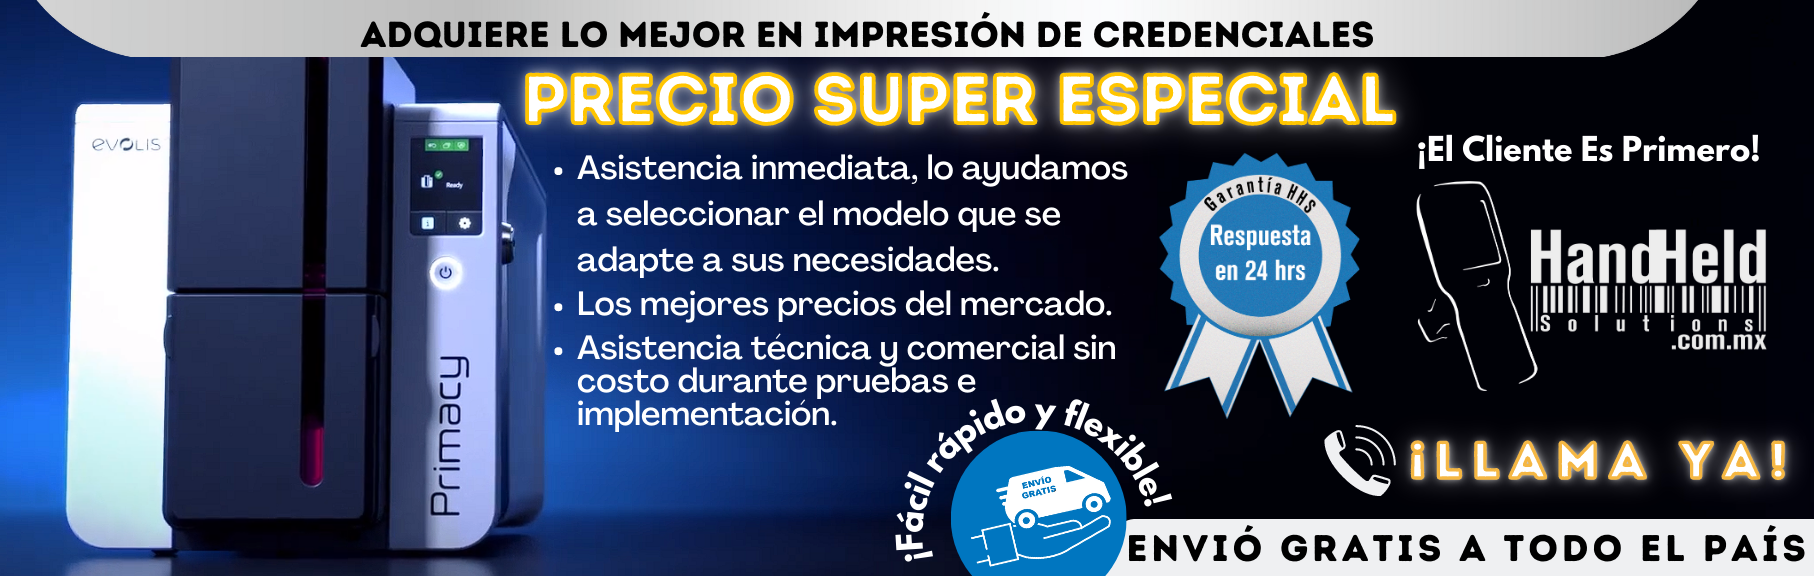 ADQUIERE LO MEJOR EN IMPRESIÓN DE CREDENCIALES
PRECIO SUPER ESPECIAL
evolis
Ready
Primacy
• Asistencia inmediata, lo ayudamos
a seleccionar el modelo que se
adapte a sus necesidades.
• Los mejores precios del mercado.
• Asistencia técnica y comercial sin
costo durante pruebas e
implementación.
Garantía HHS
Respuesta
en 24 hrs
¡El Cliente Es Primero!
HandHeld
Solutions
.com.mx
¡LLAMA YA!
¡Fácil rápido y flexible!
ENVÍO
GRATIS
ENVIÓ GRATIS A TODO EL PAÍS